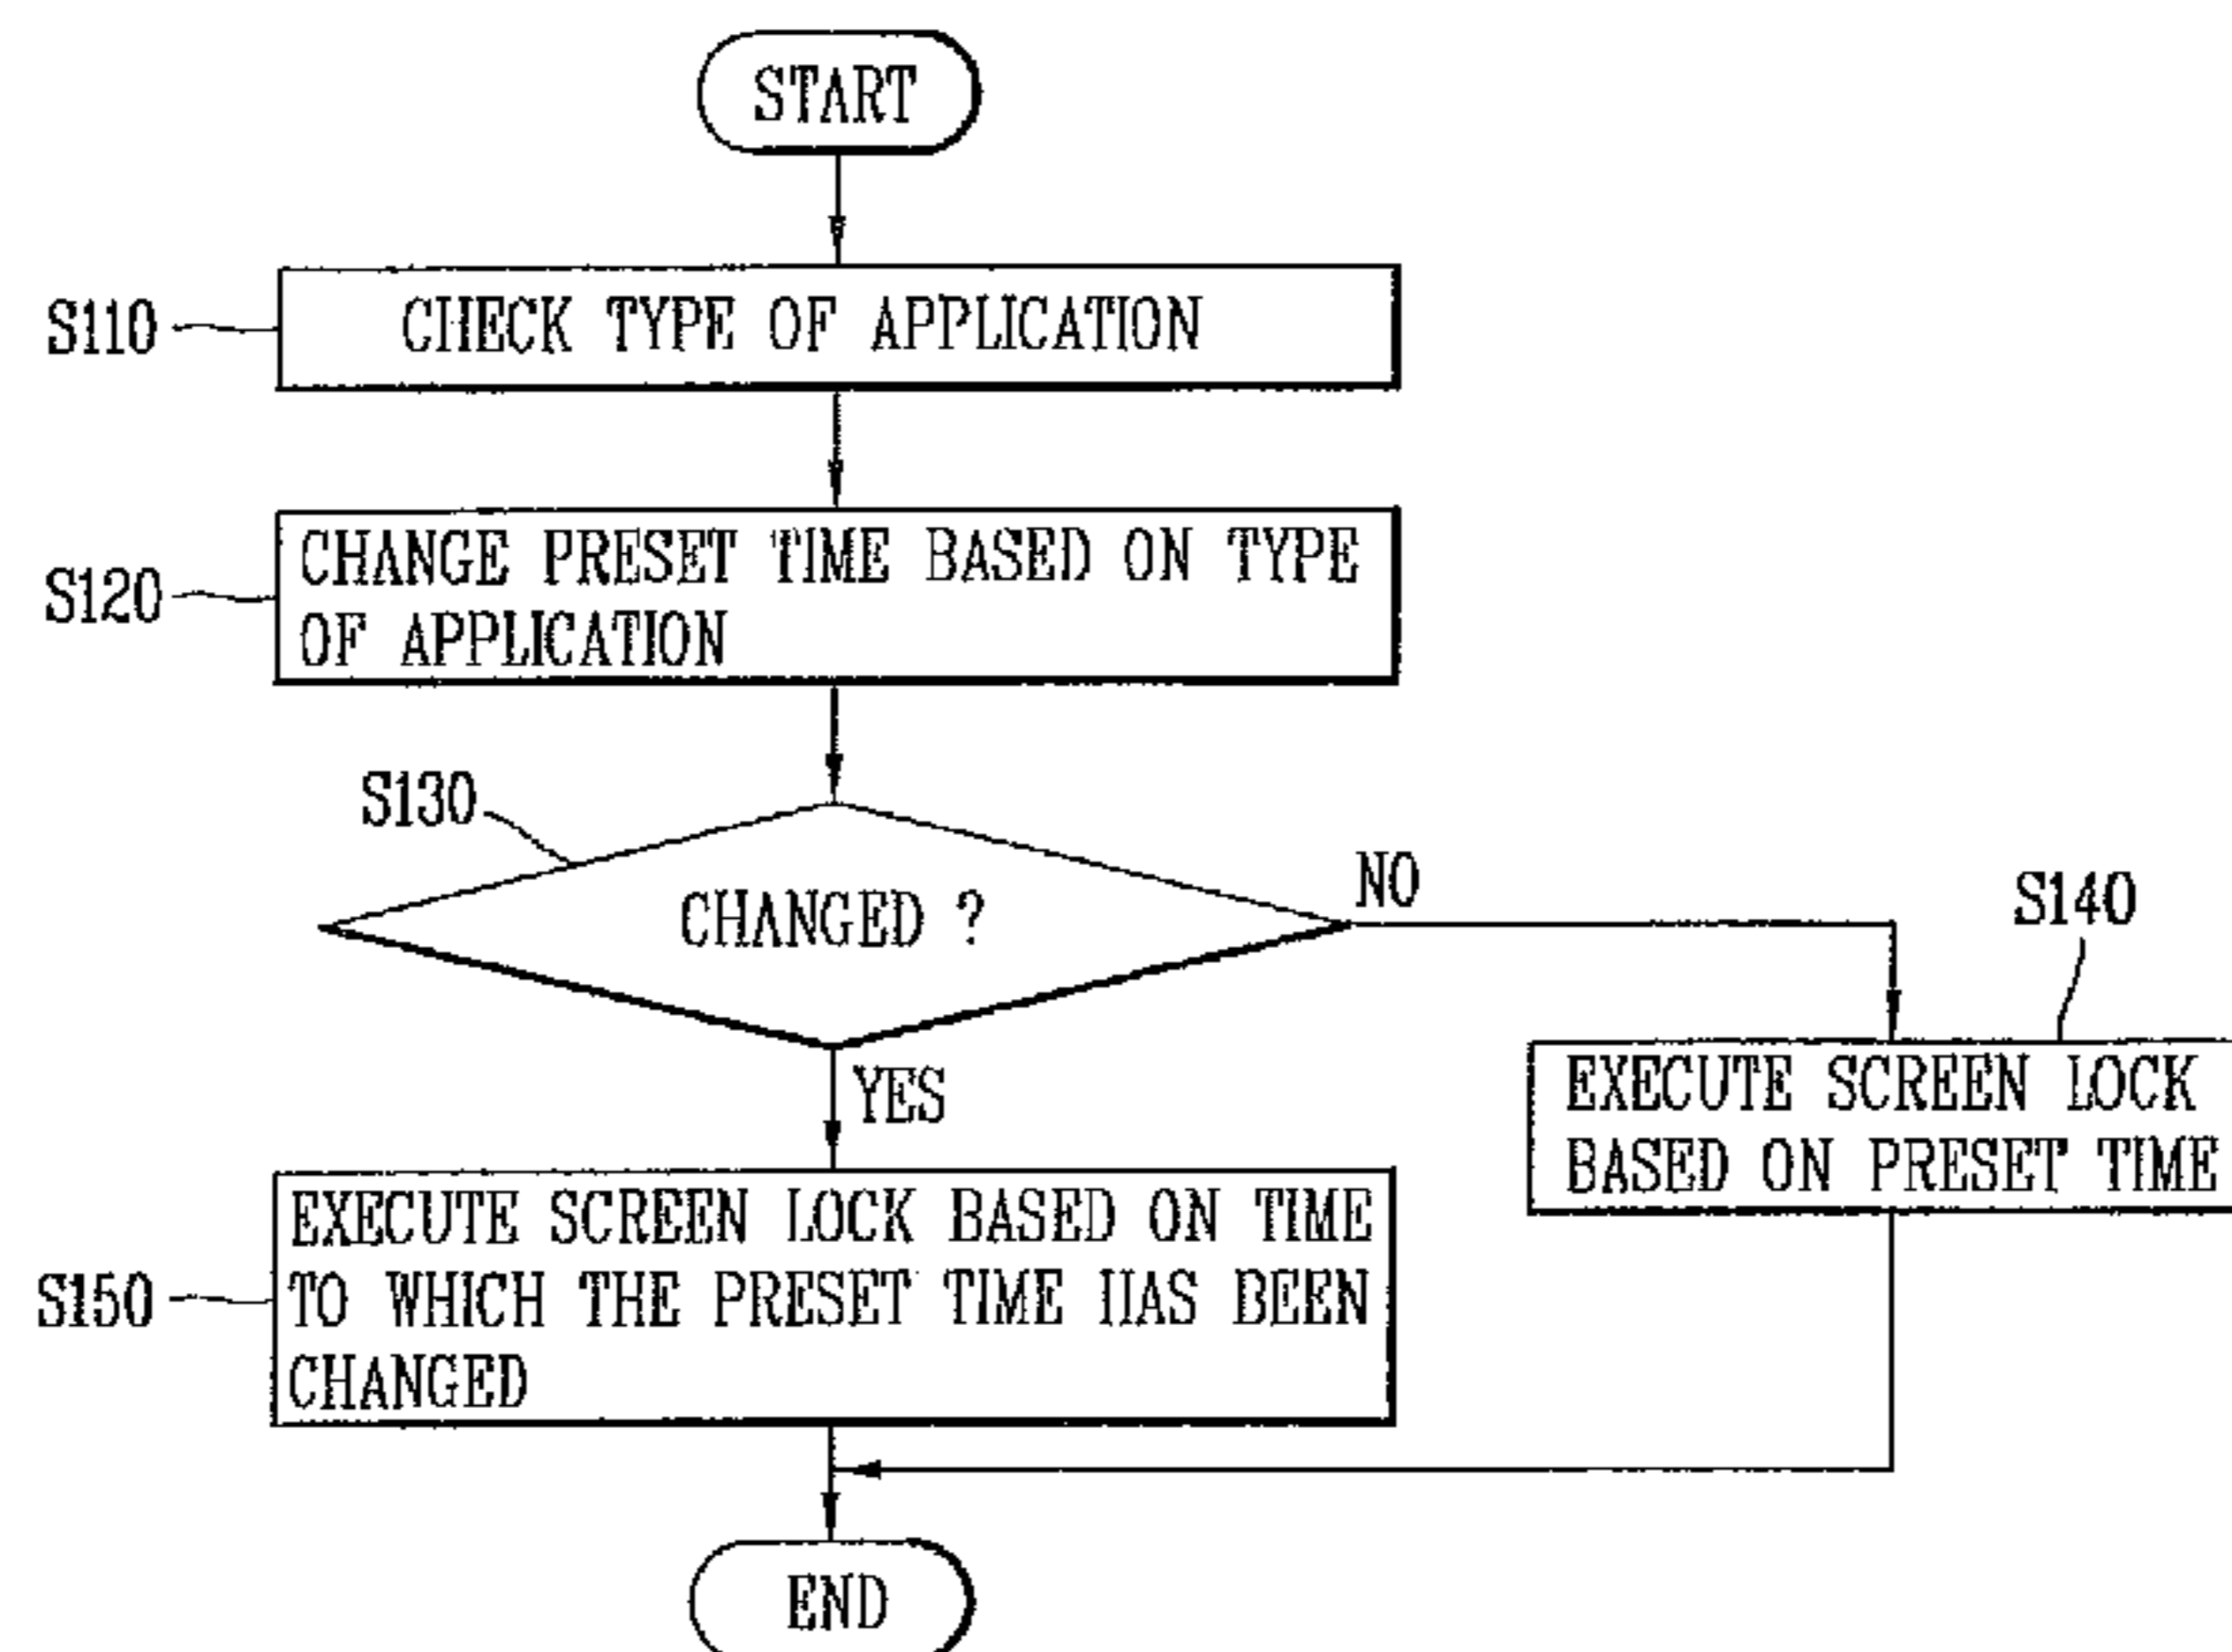 START
S110
CHECK TYPE OF APPLICATION
S120
CHANGE PRESET TIME BASED ON TYPE
OF APPLICATION
S130
CHANGED ?
NO
S140
YES
EXECUTE SCREEN LOCK
BASED ON PRESET TIME
S150
EXECUTE SCREEN LOCK BASED ON TIME
TO WHICH THE PRESET TIME HAS BEEN
CHANGED
END